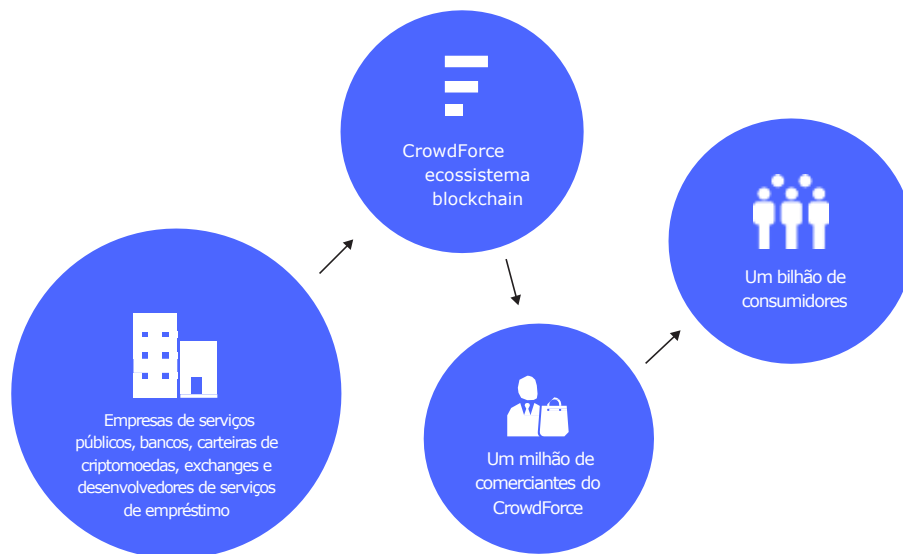 Empresas de serviços
públicos, bancos, carteiras de
criptomoedas, exchanges e
desenvolvedores de serviços
de empréstimo
CrowdForce
ecossistema
blockchain
Um milhão de
comerciantes do
CrowdForce
Um bilhão de
consumidores